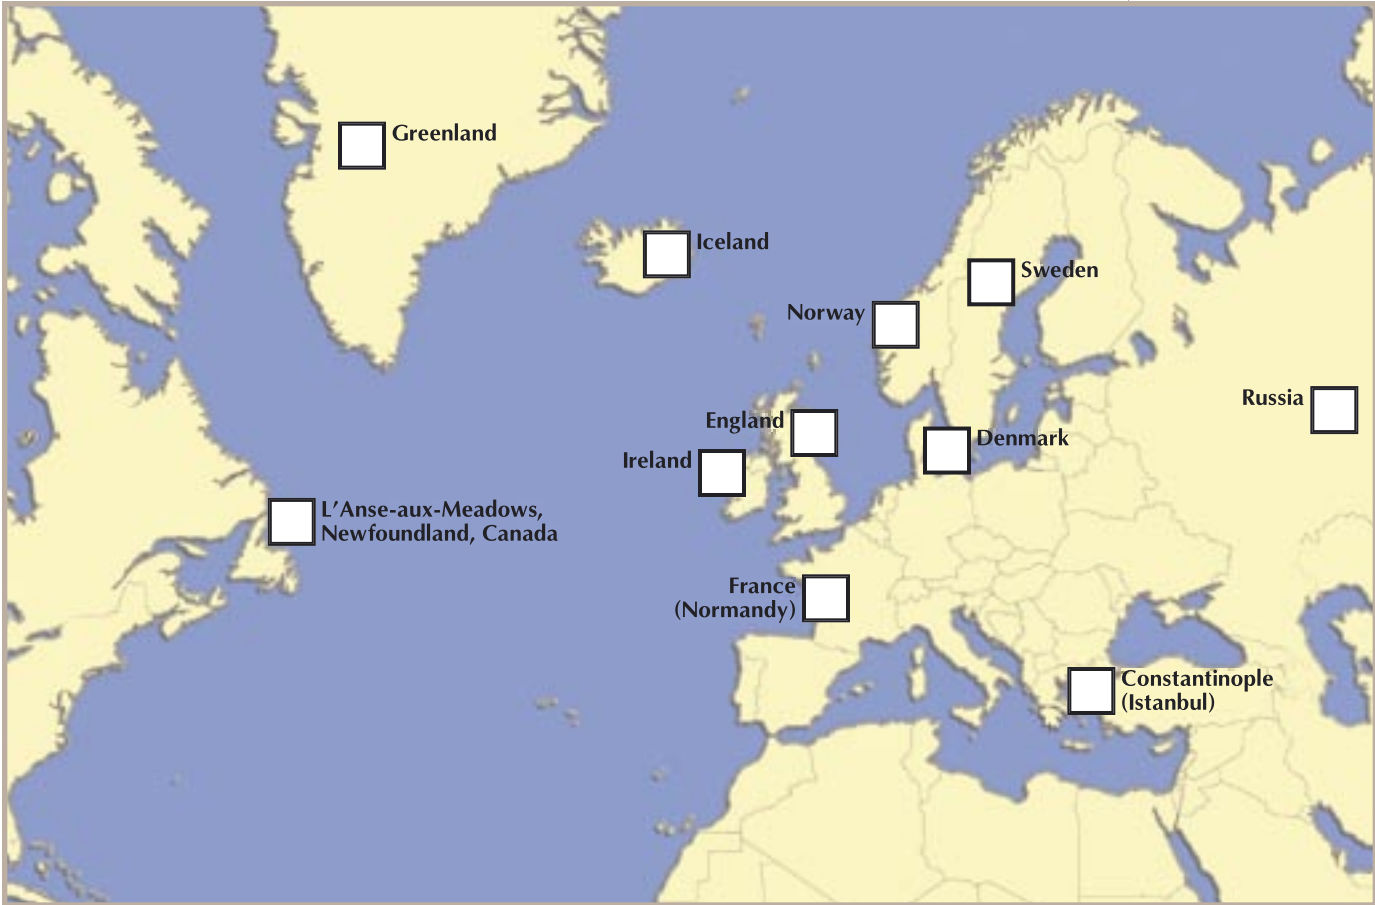 Greenland
Iceland
Sweden
Norway
Russia
England
Denmark
Ireland
L'Anse-aux-Meadows,
Newfoundland, Canada
France
(Normandy)
Constantinople
(Istanbul)